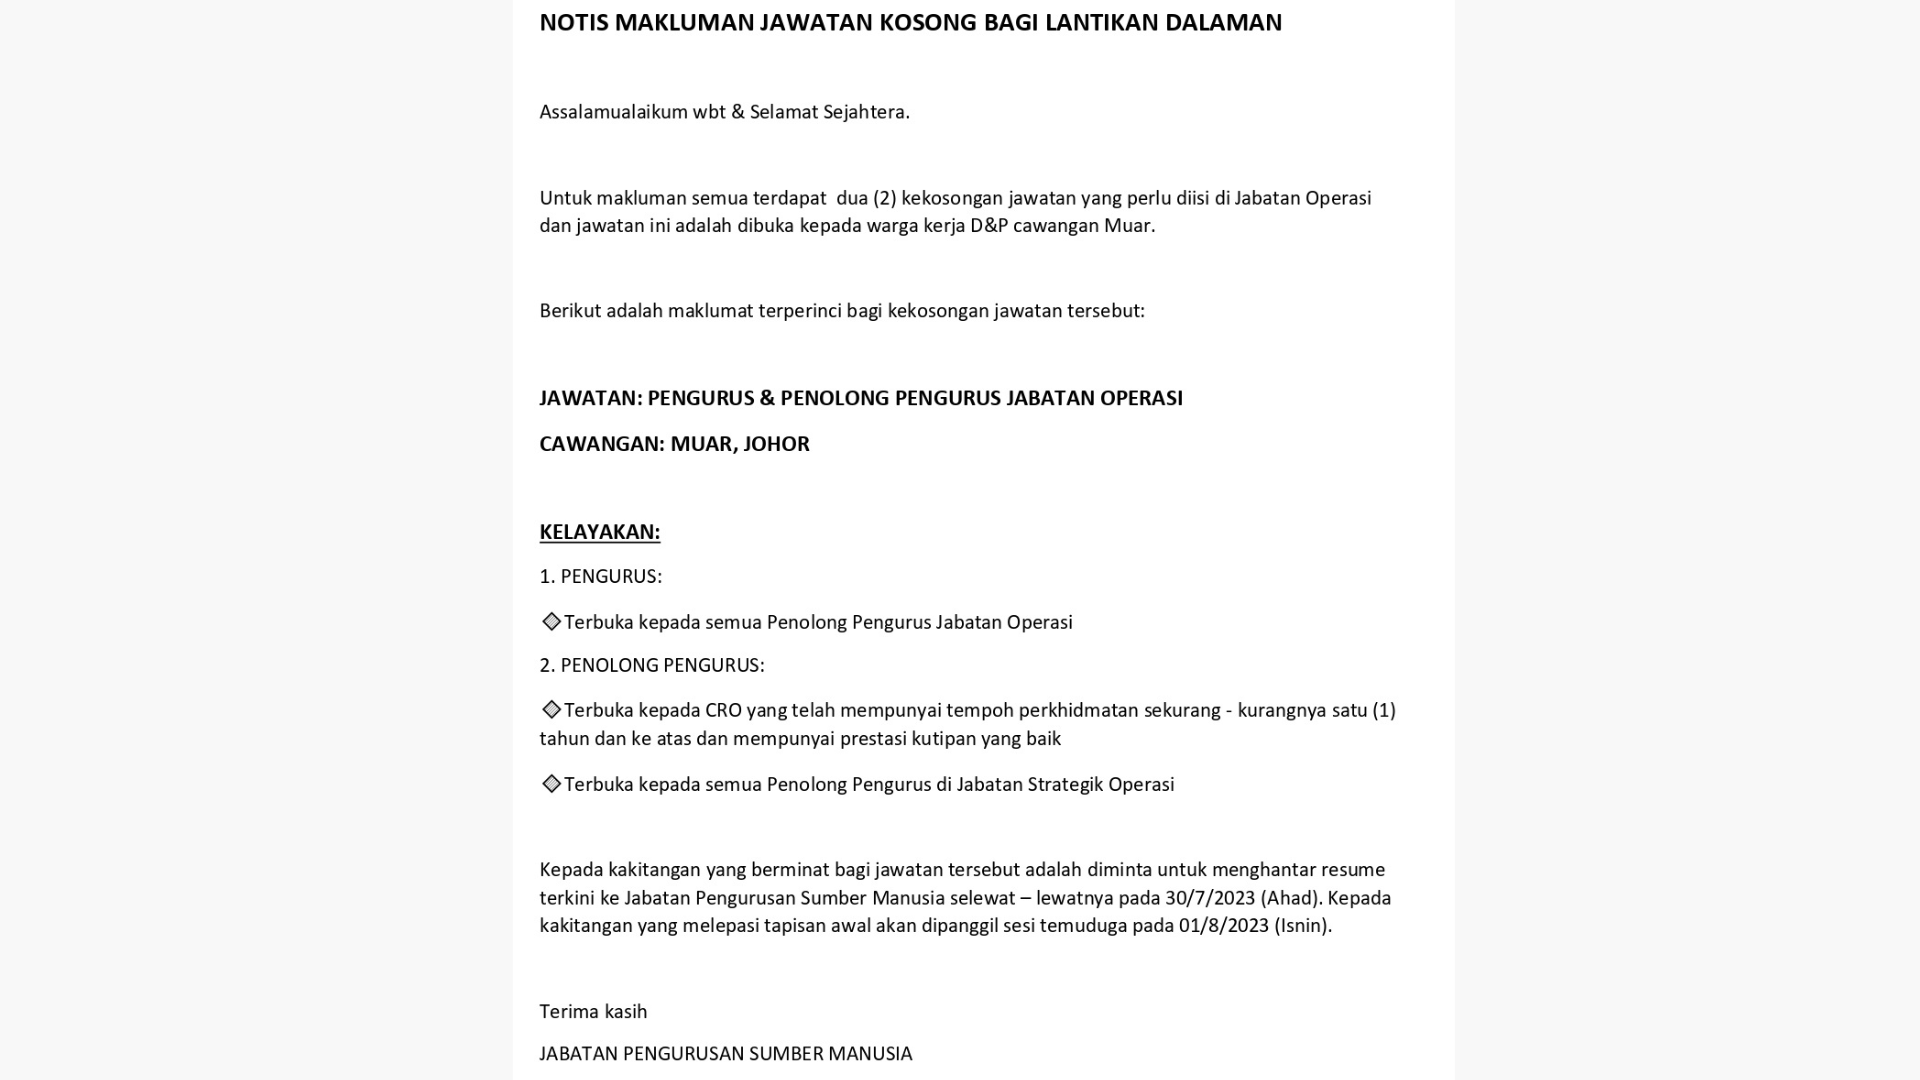 NOTIS MAKLUMAN JAWATAN KOSONG BAGI LANTIKAN DALAMAN
Assalamualaikum wbt & Selamat Sejahtera.
Untuk makluman semua terdapat  dua (2) kekosongan jawatan yang perlu diisi di Jabatan Operasi
dan jawatan ini adalah dibuka kepada warga kerja D&P cawangan Muar.
Berikut adalah maklumat terperinci bagi kekosongan jawatan tersebut:
JAWATAN: PENGURUS & PENOLONG PENGURUS JABATAN OPERASI
CAWANGAN: MUAR, JOHOR
KELAYAKAN:
1. PENGURUS:
Terbuka kepada semua Penolong Pengurus Jabatan Operasi
2. PENOLONG PENGURUS:
Terbuka kepada CRO yang telah mempunyai tempoh perkhidmatan sekurang - kurangnya satu (1)
tahun dan ke atas dan mempunyai prestasi kutipan yang baik
Terbuka kepada semua Penolong Pengurus di Jabatan Strategik Operasi
Kepada kakitangan yang berminat bagi jawatan tersebut adalah diminta untuk menghantar resume
terkini ke Jabatan Pengurusan Sumber Manusia selewat – lewatnya pada 30/7/2023 (Ahad). Kepada
kakitangan yang melepasi tapisan awal akan dipanggil sesi temuduga pada 01/8/2023 (Isnin).
Terima kasih
JABATAN PENGURUSAN SUMBER MANUSIA